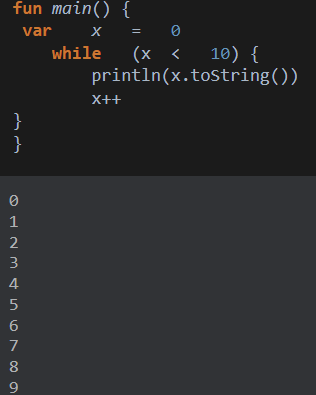 fun main() {
 var    x   =   0
    while   (x  <   10) {
        println(x.toString())
        x++
}
}
0
1
2
3
4
5
6
7
8
9